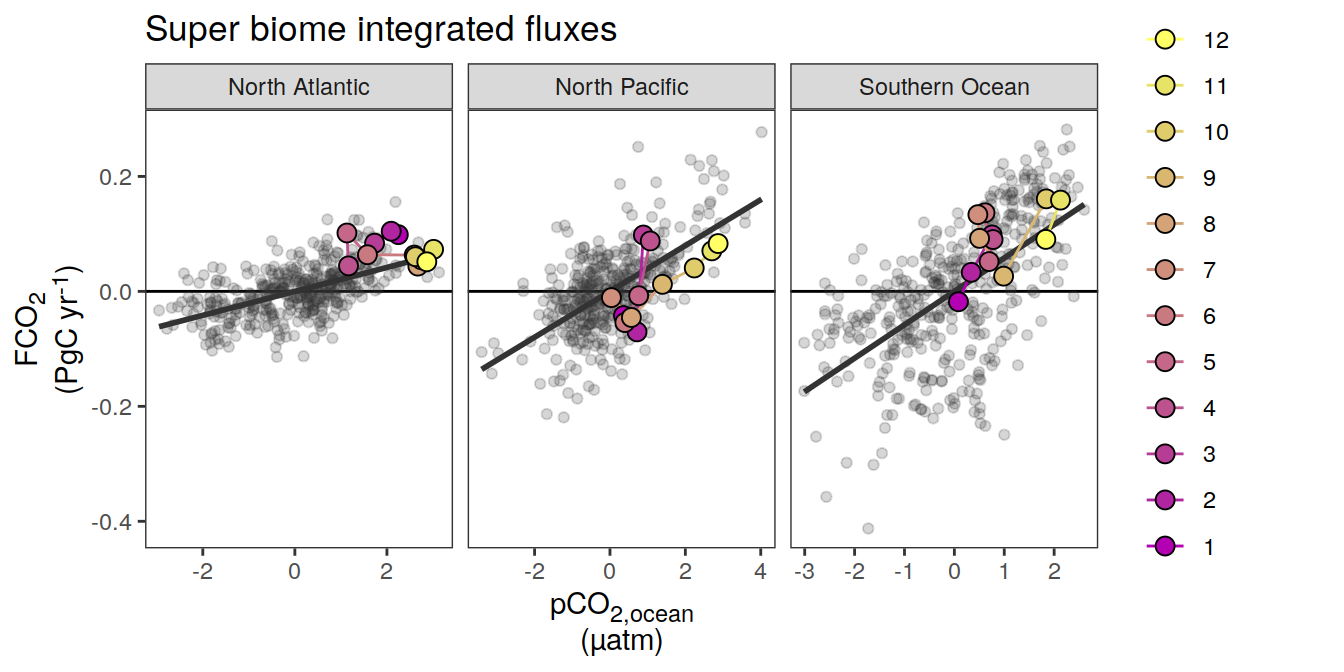 Super biome integrated fluxes
North Atlantic
North Pacific
Southern Ocean
FCO₂
(PgC yr⁻¹)
0.2
0.0
-0.2
-0.4
-2 0 2
-2 0 2 4
-3 -2 -1 0 1 2
pCO₂,ocean
(µatm)
12
11
10
9
8
7
6
5
4
3
2
1